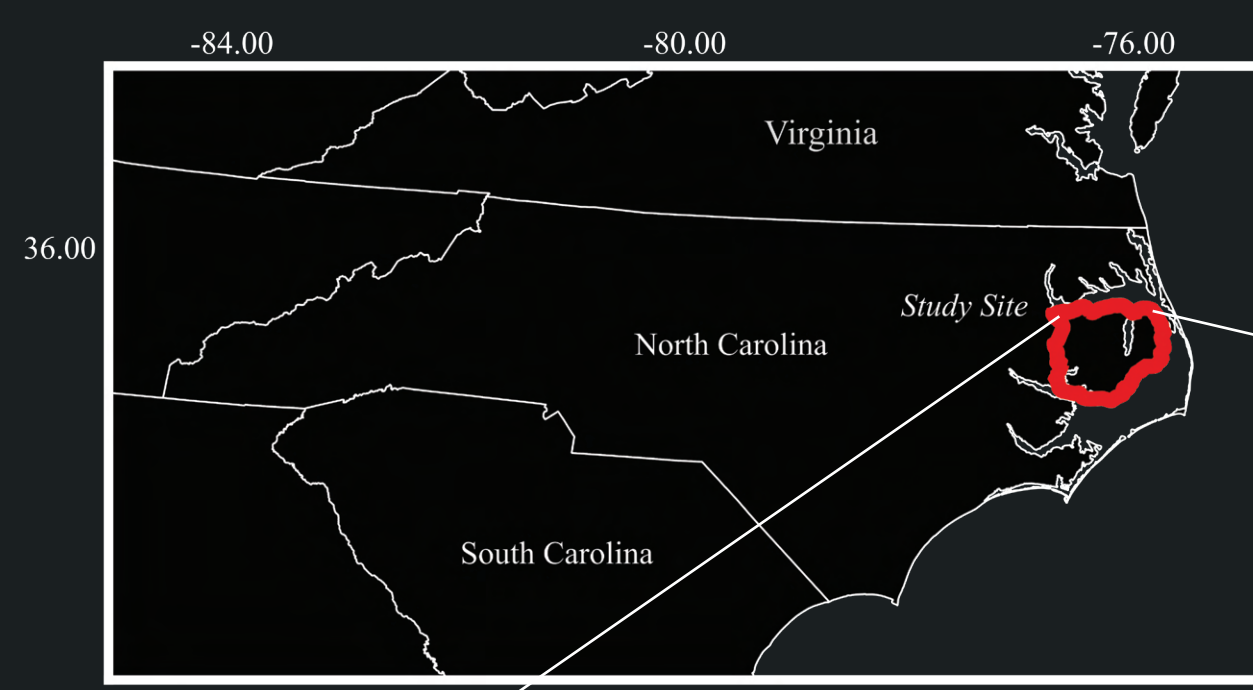 -84.00
-80.00
-76.00
Virginia
36.00
Study Site
North Carolina
South Carolina